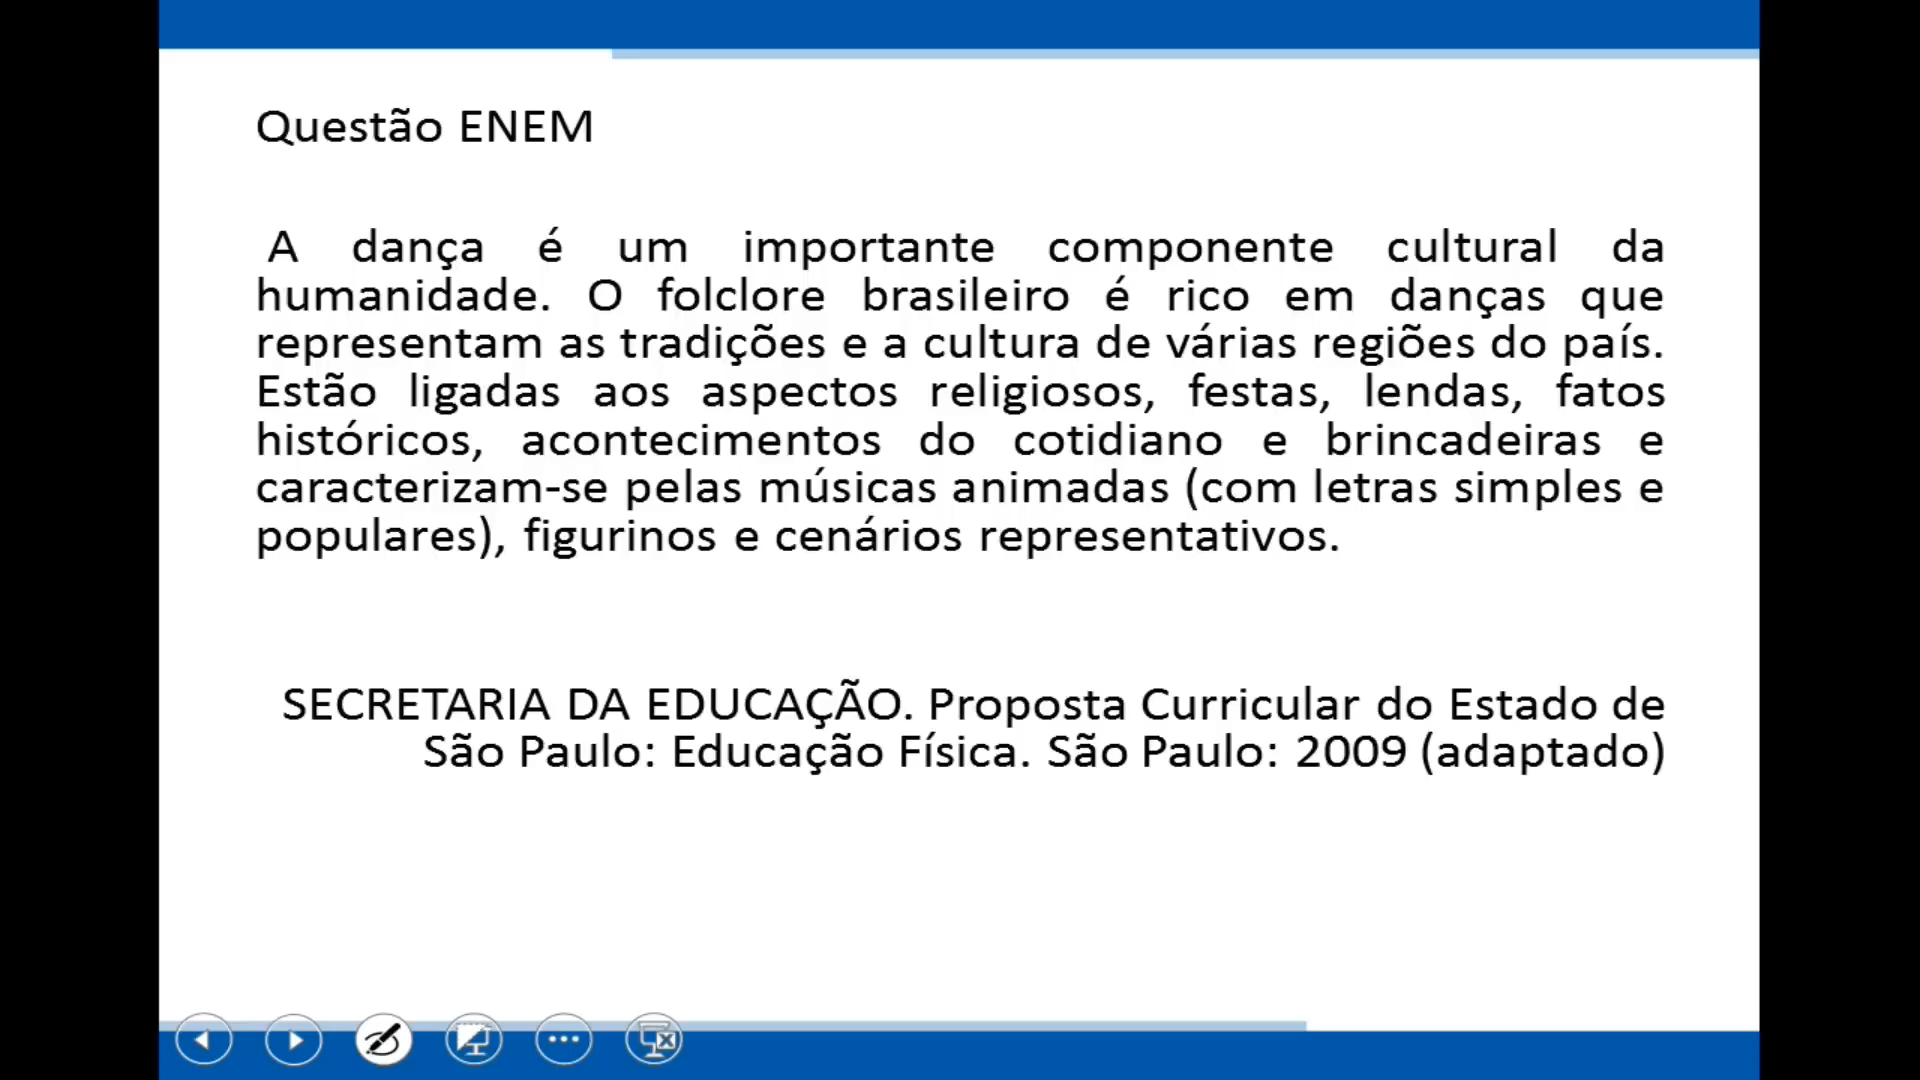 Questão ENEM
A dança é um importante componente cultural da
humanidade. O folclore brasileiro é rico em danças que
representam as tradições e a cultura de várias regiões do país.
Estão ligadas aos aspectos religiosos, festas, lendas, fatos
históricos, acontecimentos do cotidiano e brincadeiras e
caracterizam-se pelas músicas animadas (com letras simples e
populares), figurinos e cenários representativos.
SECRETARIA DA EDUCAÇÃO. Proposta Curricular do Estado de
São Paulo: Educação Física. São Paulo: 2009 (adaptado)